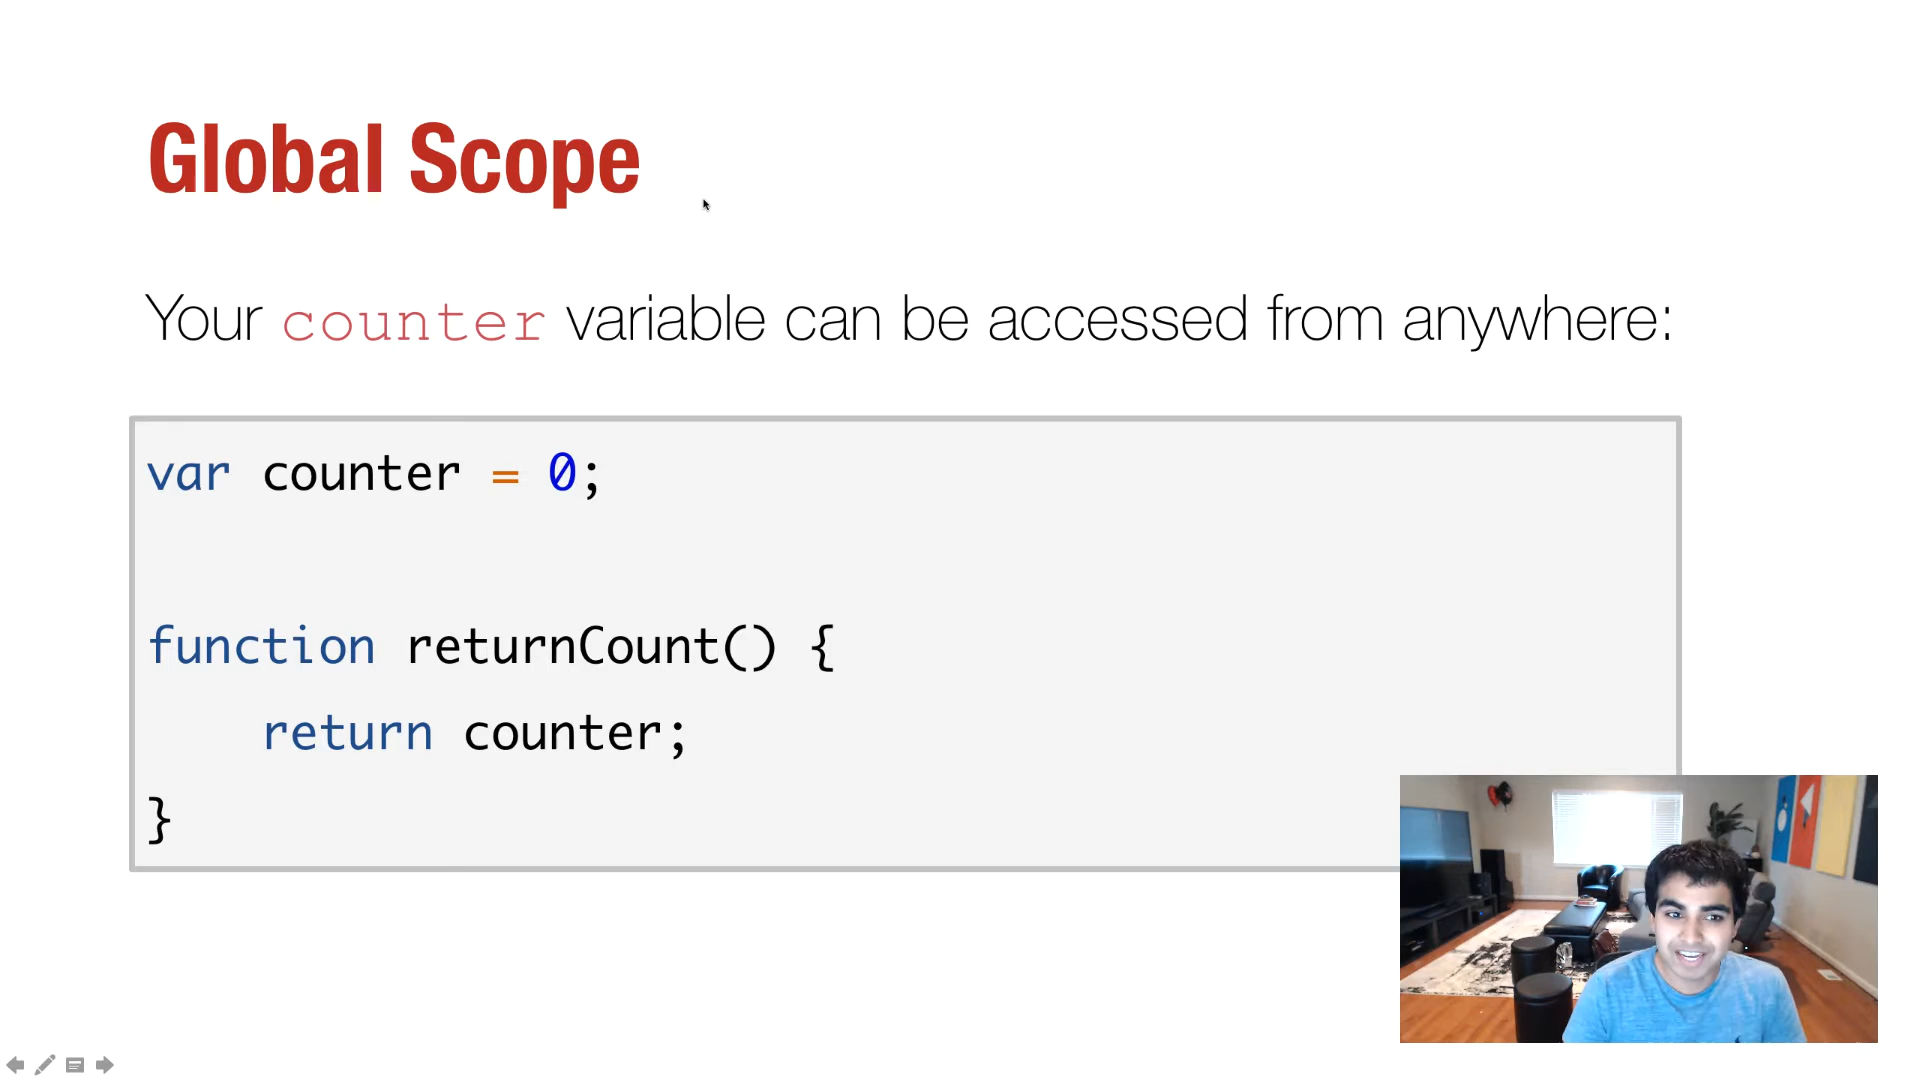 Global Scope
Your counter variable can be accessed from anywhere:
var counter = 0;
function returnCount() {
    return counter;
}